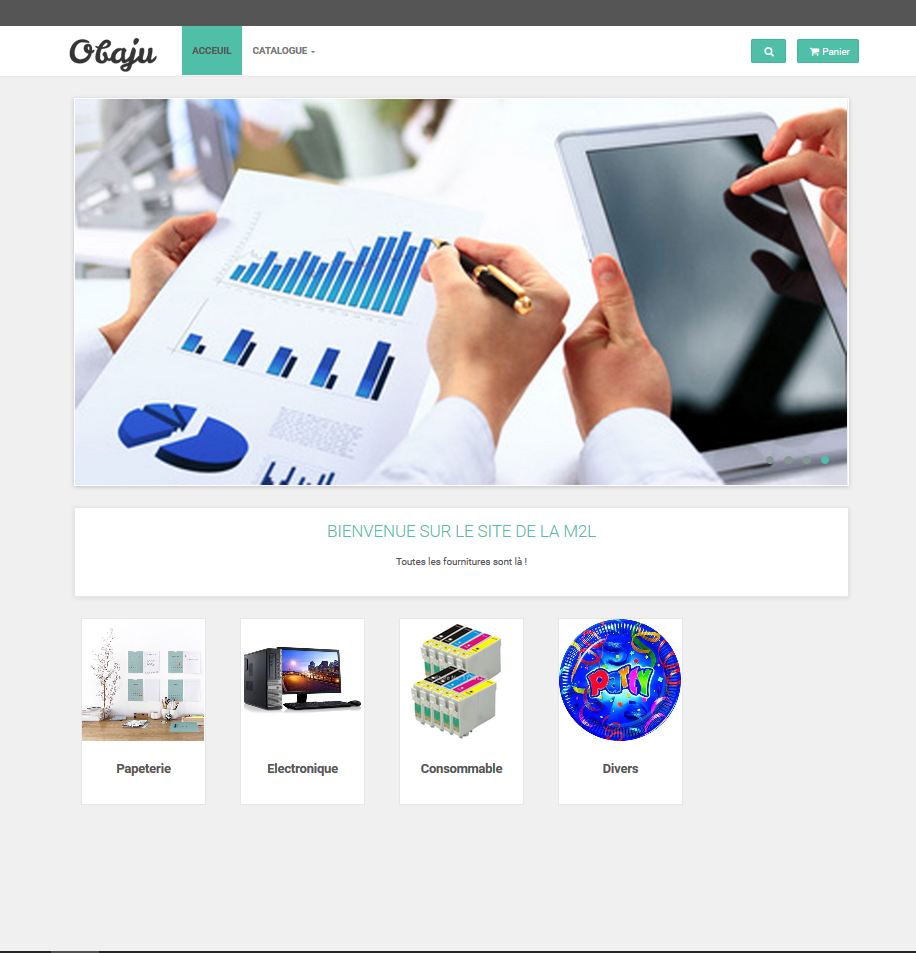 Obaju
ACCEUIL
CATALOGUE
Panier
BIENVENUE SUR LE SITE DE LA M2L
Toutes les fournitures sont là !
Party
Papeterie
Electronique
Consommable
Divers